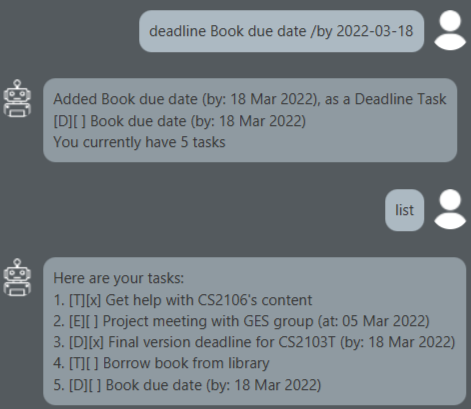 deadline Book due date /by 2022-03-18
Added Book due date (by: 18 Mar 2022), as a Deadline Task
[D][ ] Book due date (by: 18 Mar 2022)
You currently have 5 tasks
list
Here are your tasks:
1. [T][x] Get help with CS2106's content
2. [E][ ] Project meeting with GES group (at: 05 Mar 2022)
3. [D][x] Final version deadline for CS2103T (by: 18 Mar 2022)
4. [T][ ] Borrow book from library
5. [D][ ] Book due date (by: 18 Mar 2022)